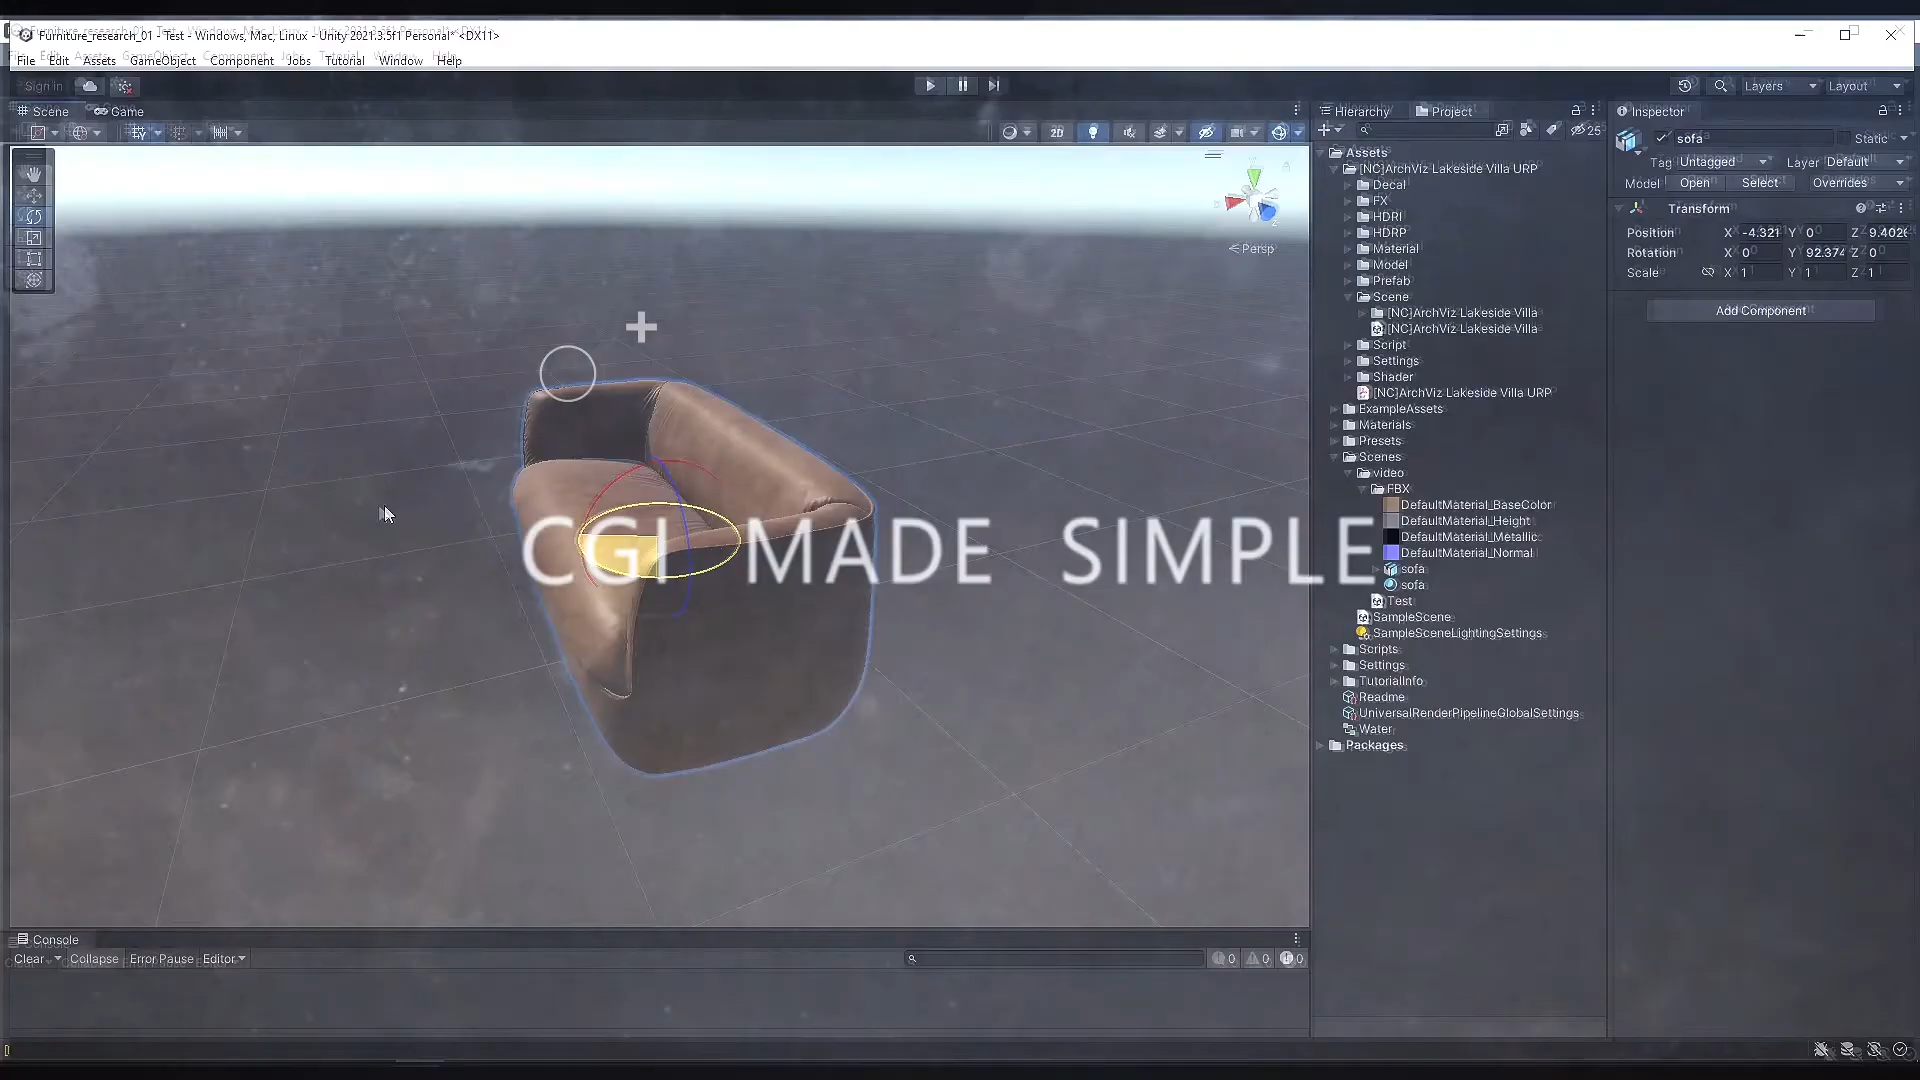 Furniture_research_01 - Test - Windows, Mac, Linux - Unity 2021.3.5f1 Personal* <DX11>
File Edit Assets GameObject Component Jobs Tutorial Window Help
Sign in
Layers Layout
Scene Game
Hierarchy Project
Inspector
2D
25
sofa Static
Tag Untagged Layer Default
Model Open Select Overrides
Transform
Position X -4.321 Y 0 Z 9.402
Rotation X 0 Y 92.374 Z 0
Scale X 1 Y 1 Z 1
Add Component
Persp
Assets
[NC]ArchViz Lakeside Villa URP
Decal
FX
HDRI
HDRP
Material
Model
Prefab
Scene
[NC]ArchViz Lakeside Villa
[NC]ArchViz Lakeside Villa
Script
Settings
Shader
[NC]ArchViz Lakeside Villa URP
ExampleAssets
Materials
Presets
Scenes
video
FBX
DefaultMaterial_BaseColor
DefaultMaterial_Height
DefaultMaterial_Metallic
DefaultMaterial_Normal
sofa
sofa
Test
SampleScene
SampleSceneLightingSettings
Scripts
Settings
TutorialInfo
Readme
UniversalRenderPipelineGlobalSettings
Water
Packages
CGI MADE SIMPLE
Console
Clear Collapse Error Pause Editor
0 0 0